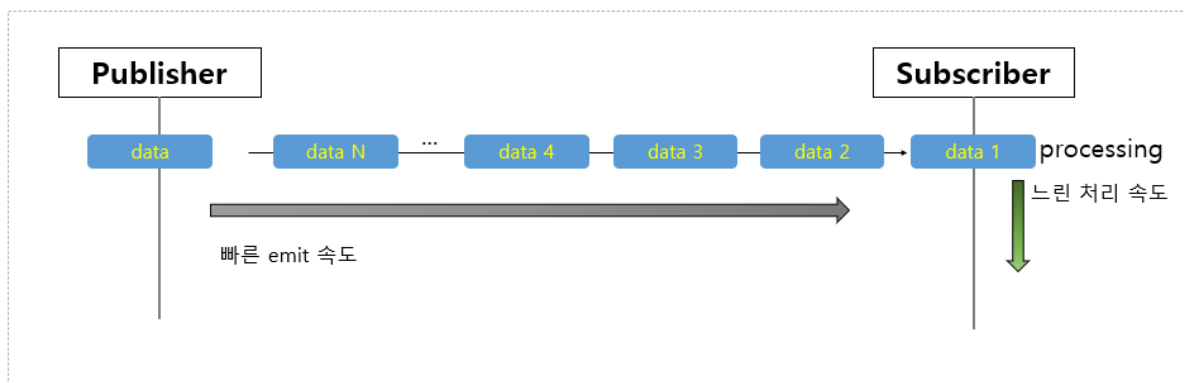 Publisher
Subscriber
data
data N
...
data 4
data 3
data 2
data 1
processing
느린 처리 속도
빠른 emit 속도